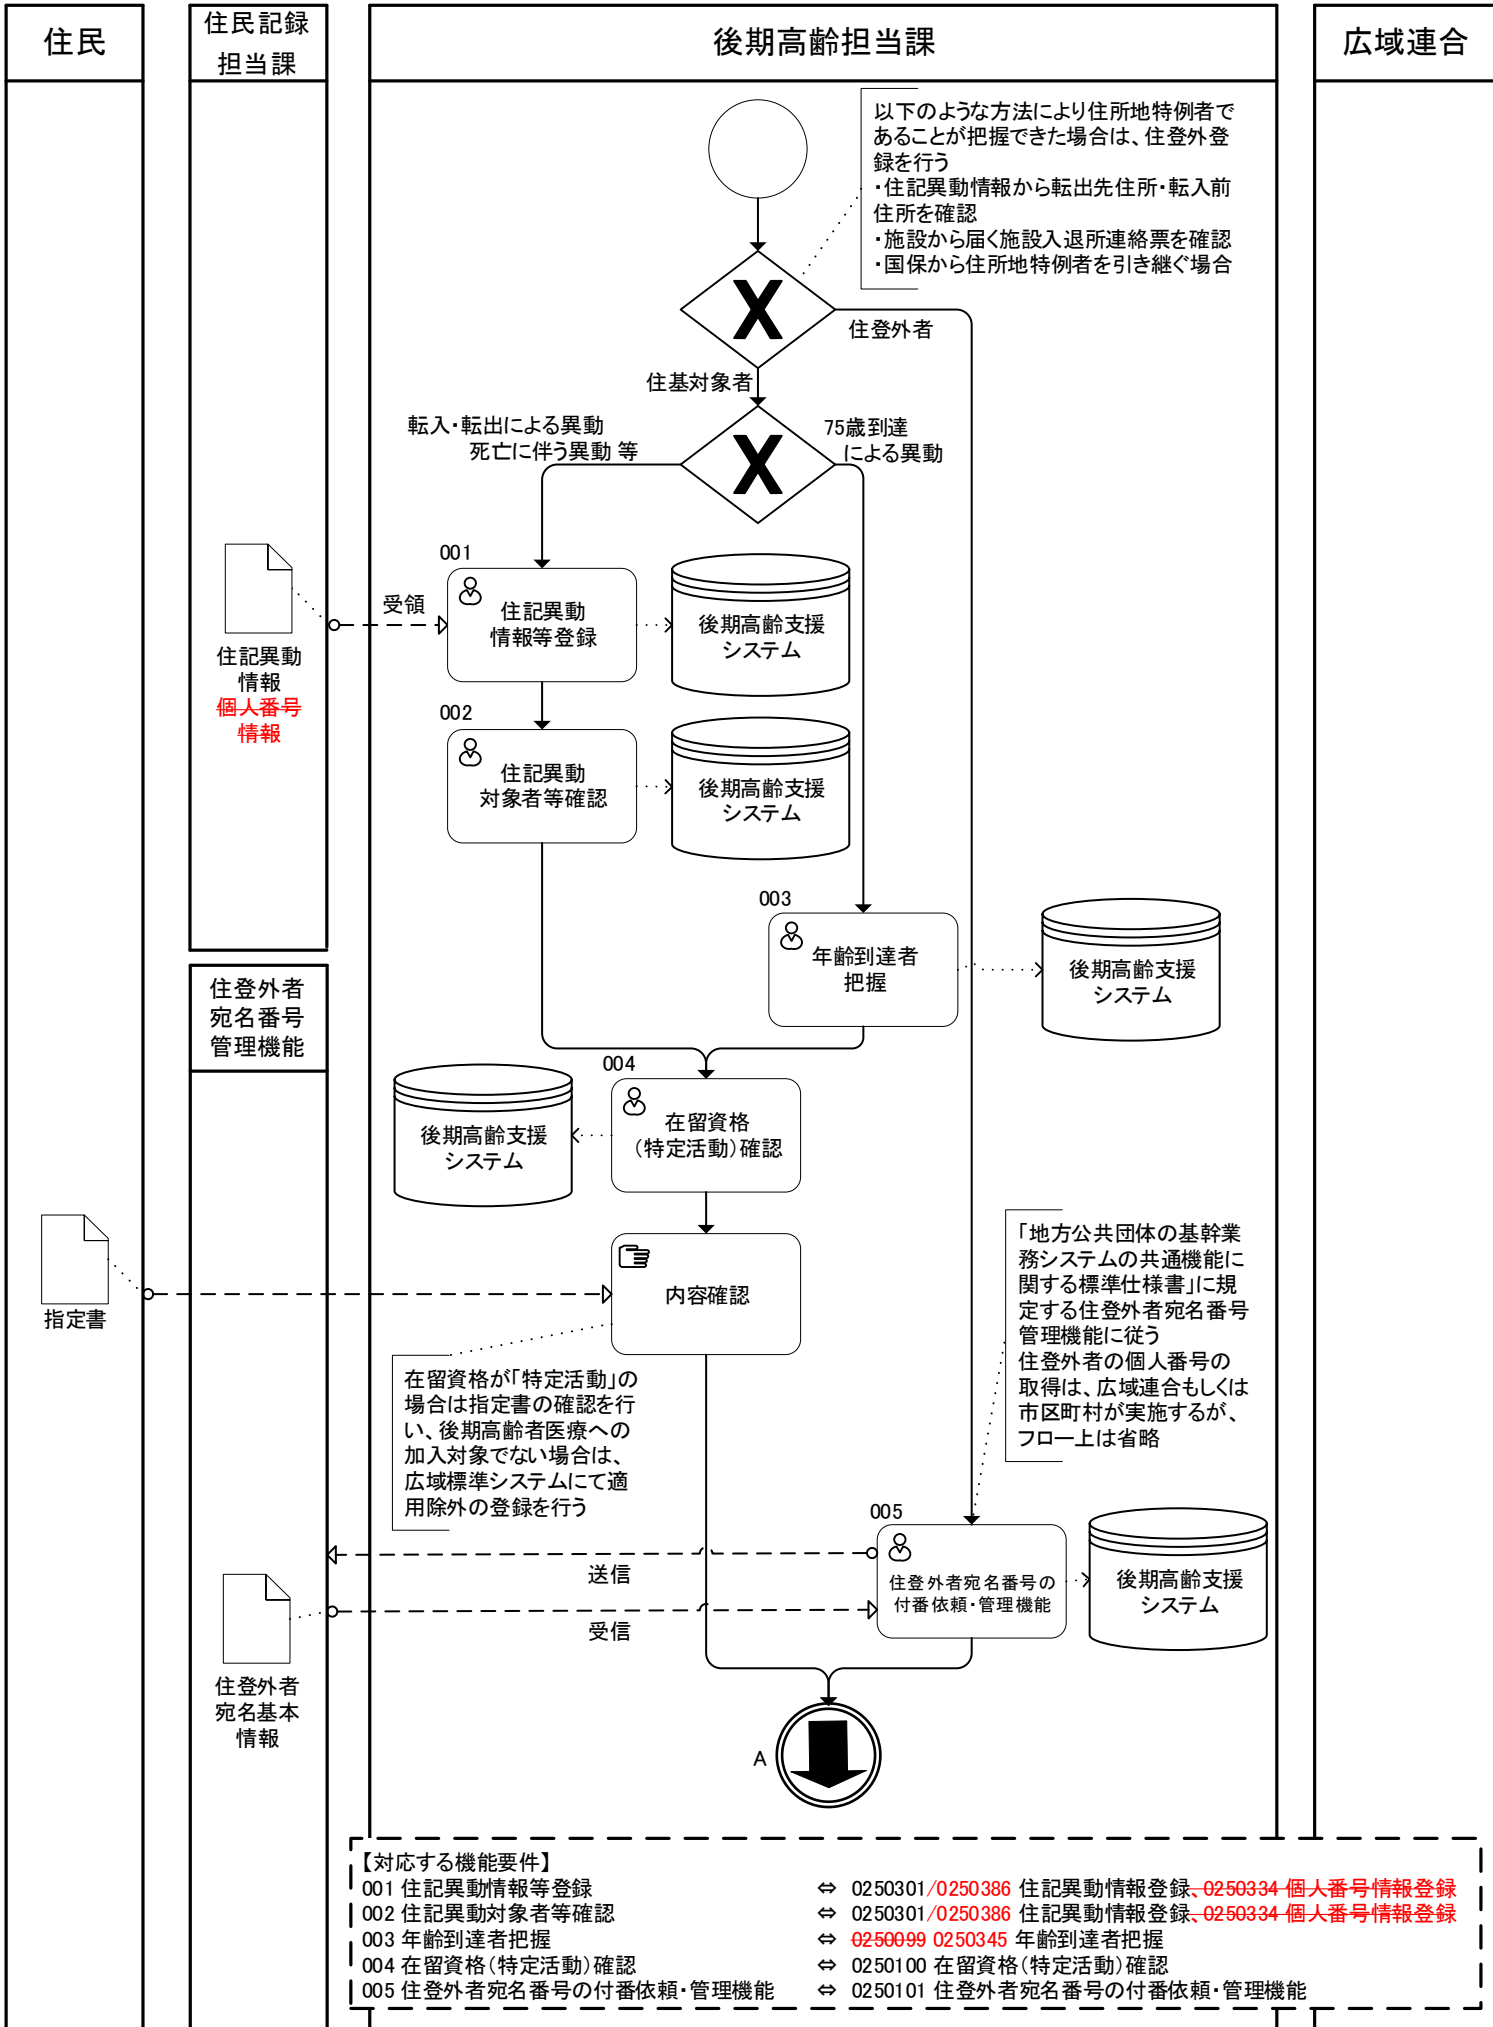 住民
住民記録
担当課
後期高齢担当課
広域連合
以下のような方法により住所地特例者で
あることが把握できた場合は、住登外登
録を行う
・住記異動情報から転出先住所・転入前
住所を確認
・施設から届く施設入退所連絡票を確認
・国保から住所地特例者を引き継ぐ場合
X
住登外者
住基対象者
転入・転出による異動
死亡に伴う異動 等
X
75歳到達
による異動
001
住記異動
情報等登録
後期高齢支援
システム
受領
住記異動
情報
個人番号
情報
002
住記異動
対象者等確認
後期高齢支援
システム
003
年齢到達者
把握
後期高齢支援
システム
住登外者
宛名番号
管理機能
004
在留資格
（特定活動）確認
後期高齢支援
システム
指定書
内容確認
「地方公共団体の基幹業
務システムの共通機能に
関する標準仕様書」に規
定する住登外者宛名番号
管理機能に従う
住登外者の個人番号の
取得は、広域連合もしくは
市区町村が実施するが、
フロー上は省略
在留資格が「特定活動」の
場合は指定書の確認を行
い、後期高齢者医療への
加入対象でない場合は、
広域標準システムにて適
用除外の登録を行う
005
住登外者宛名番号の
付番依頼・管理機能
後期高齢支援
システム
送信
受信
住登外者
宛名基本
情報
A
【対応する機能要件】
001 住記異動情報等登録 ⇔ 0250301/0250386 住記異動情報登録、0250334 個人番号情報登録
002 住記異動対象者等確認 ⇔ 0250301/0250386 住記異動情報登録、0250334 個人番号情報登録
003 年齢到達者把握 ⇔ 0250099 0250345 年齢到達者把握
004 在留資格（特定活動）確認 ⇔ 0250100 在留資格（特定活動）確認
005 住登外者宛名番号の付番依頼・管理機能 ⇔ 0250101 住登外者宛名番号の付番依頼・管理機能